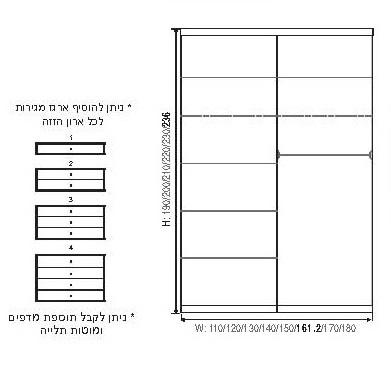 * ניתן להוסיף ארגז מגירות
לכל ארון הזזה
1
2
3
4
* ניתן לקבל תוספת מדפים
ומוטות תלייה
H: 190/200/210/220/230/236
W: 110/120/130/140/150/161.2/170/180